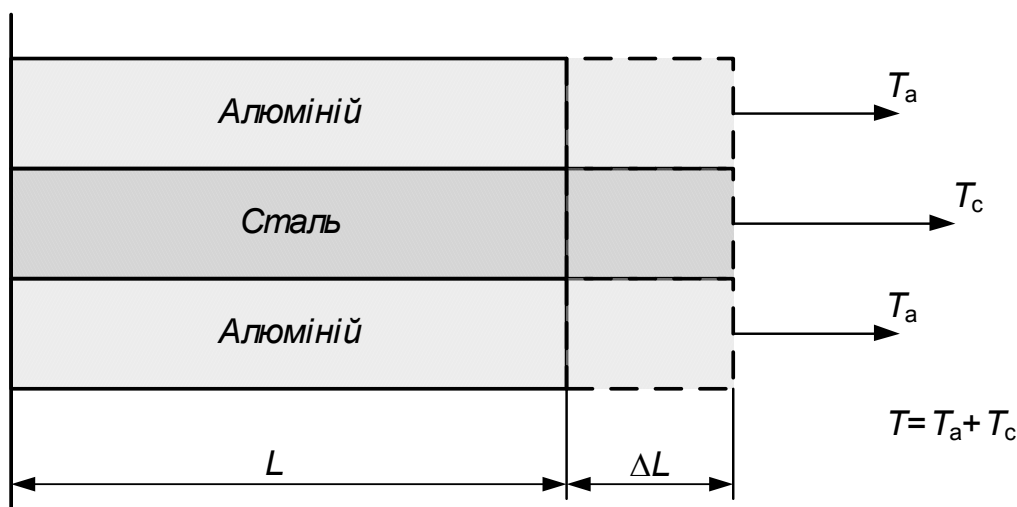 Алюміній
Tа
Сталь
Tс
Алюміній
Tа
T= Tа+ Tс
L
ΔL